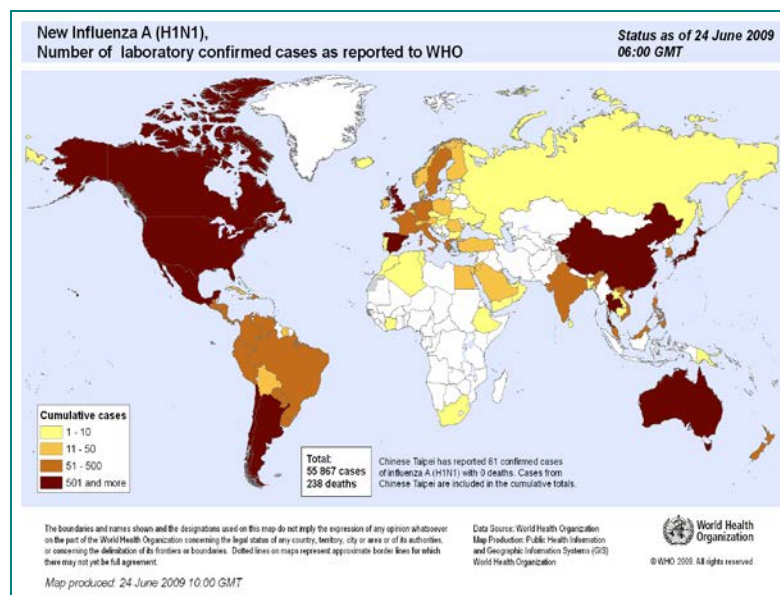 New Influenza A (H1N1),
Number of laboratory confirmed cases as reported to WHO
Status as of 24 June 2009
06:00 GMT
Cumulative cases
1 - 10
11 - 50
51 - 500
501 and more
Total:
55 867 cases
238 deaths
Chinese Taipei has reported 61 confirmed cases
of influenza A (H1N1) with 0 deaths. Cases from
Chinese Taipei are included in the cumulative totals.
The boundaries and names shown and the designations used on this map do not imply the expression of any opinion whatsoever
on the part of the World Health Organization concerning the legal status of any country, territory, city or area or of its authorities,
or concerning the delimitation of its frontiers or boundaries. Dotted lines on maps represent approximate border lines for which
there may not yet be full agreement.
Data Source: World Health Organization
Map Production: Public Health Information
and Geographic Information Systems (GIS)
World Health Organization
World Health
Organization
© WHO 2009. All rights reserved
Map produced: 24 June 2009 10:00 GMT